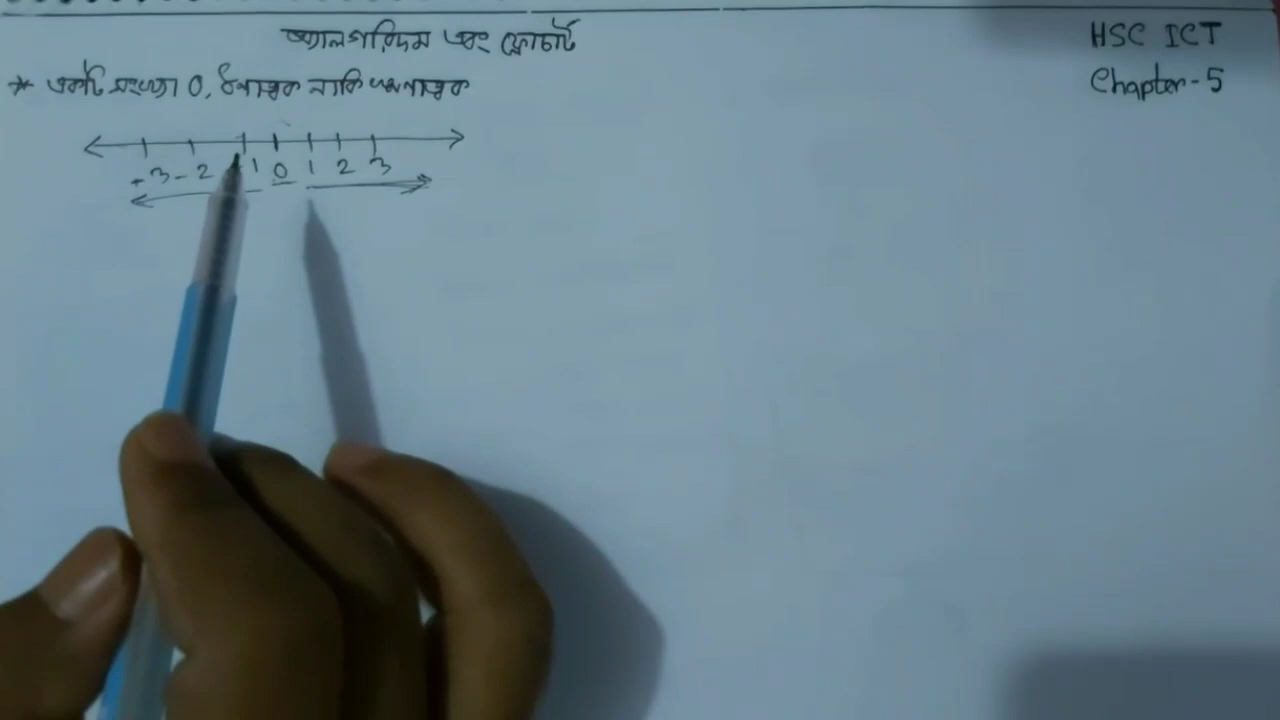 অ্যালগরিদম এবং ফ্লোচার্ট
HSC ICT
Chapter-5
* একটি সংখ্যা 0, ঋণাত্মক নাকি ধনাত্মক
-3 -2 -1 0 1 2 3